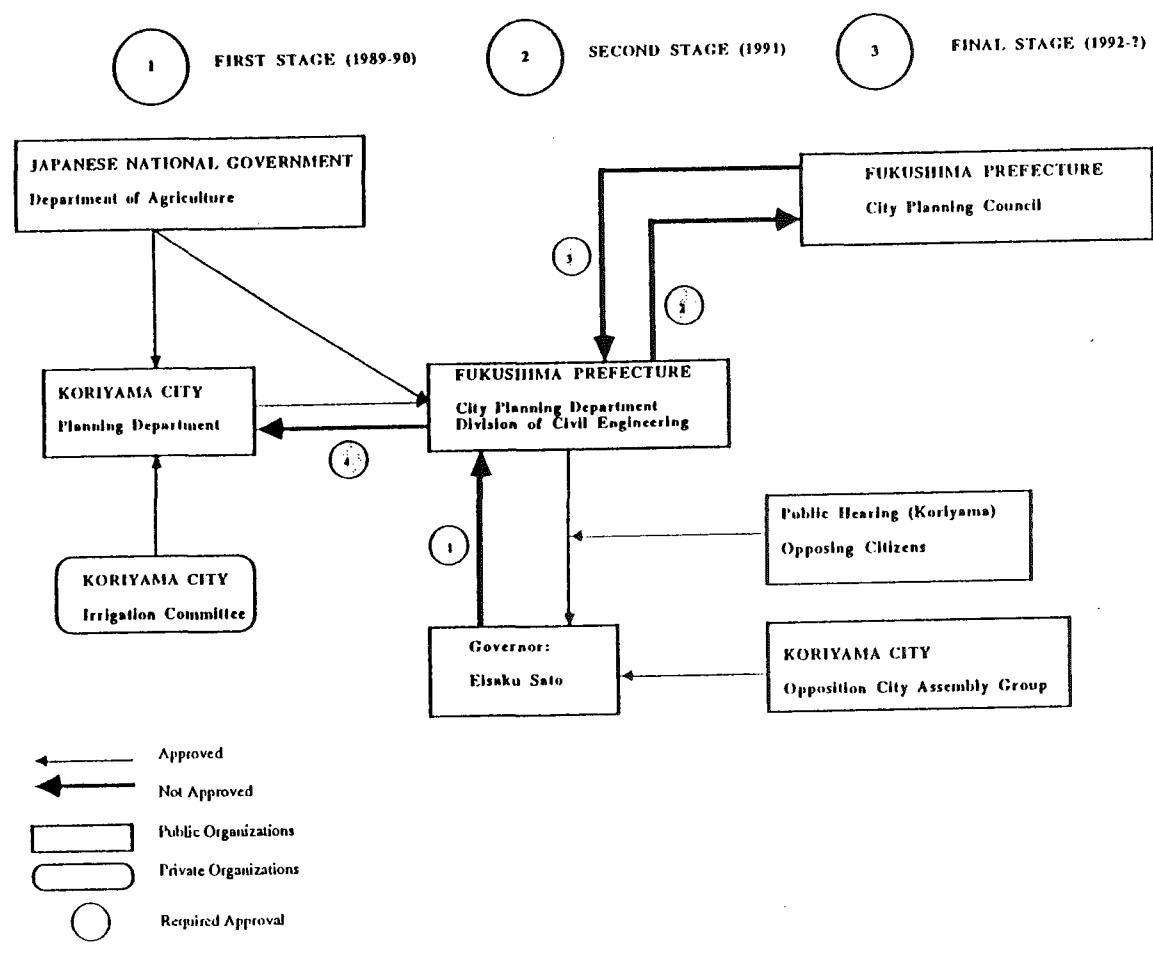 1
FIRST STAGE (1989-90)
2
SECOND STAGE (1991)
3
FINAL STAGE (1992-?)
JAPANESE NATIONAL GOVERNMENT
Department of Agriculture
FUKUSHIMA PREFECTURE
City Planning Council
3
2
KORIYAMA CITY
Planning Department
FUKUSHIMA PREFECTURE
City Planning Department
Division of Civil Engineering
4
1
Public Hearing (Koriyama)
Opposing Citizens
KORIYAMA CITY
Irrigation Committee
Governor:
Eisaku Sato
KORIYAMA CITY
Opposition City Assembly Group
Approved
Not Approved
Public Organizations
Private Organizations
Required Approval